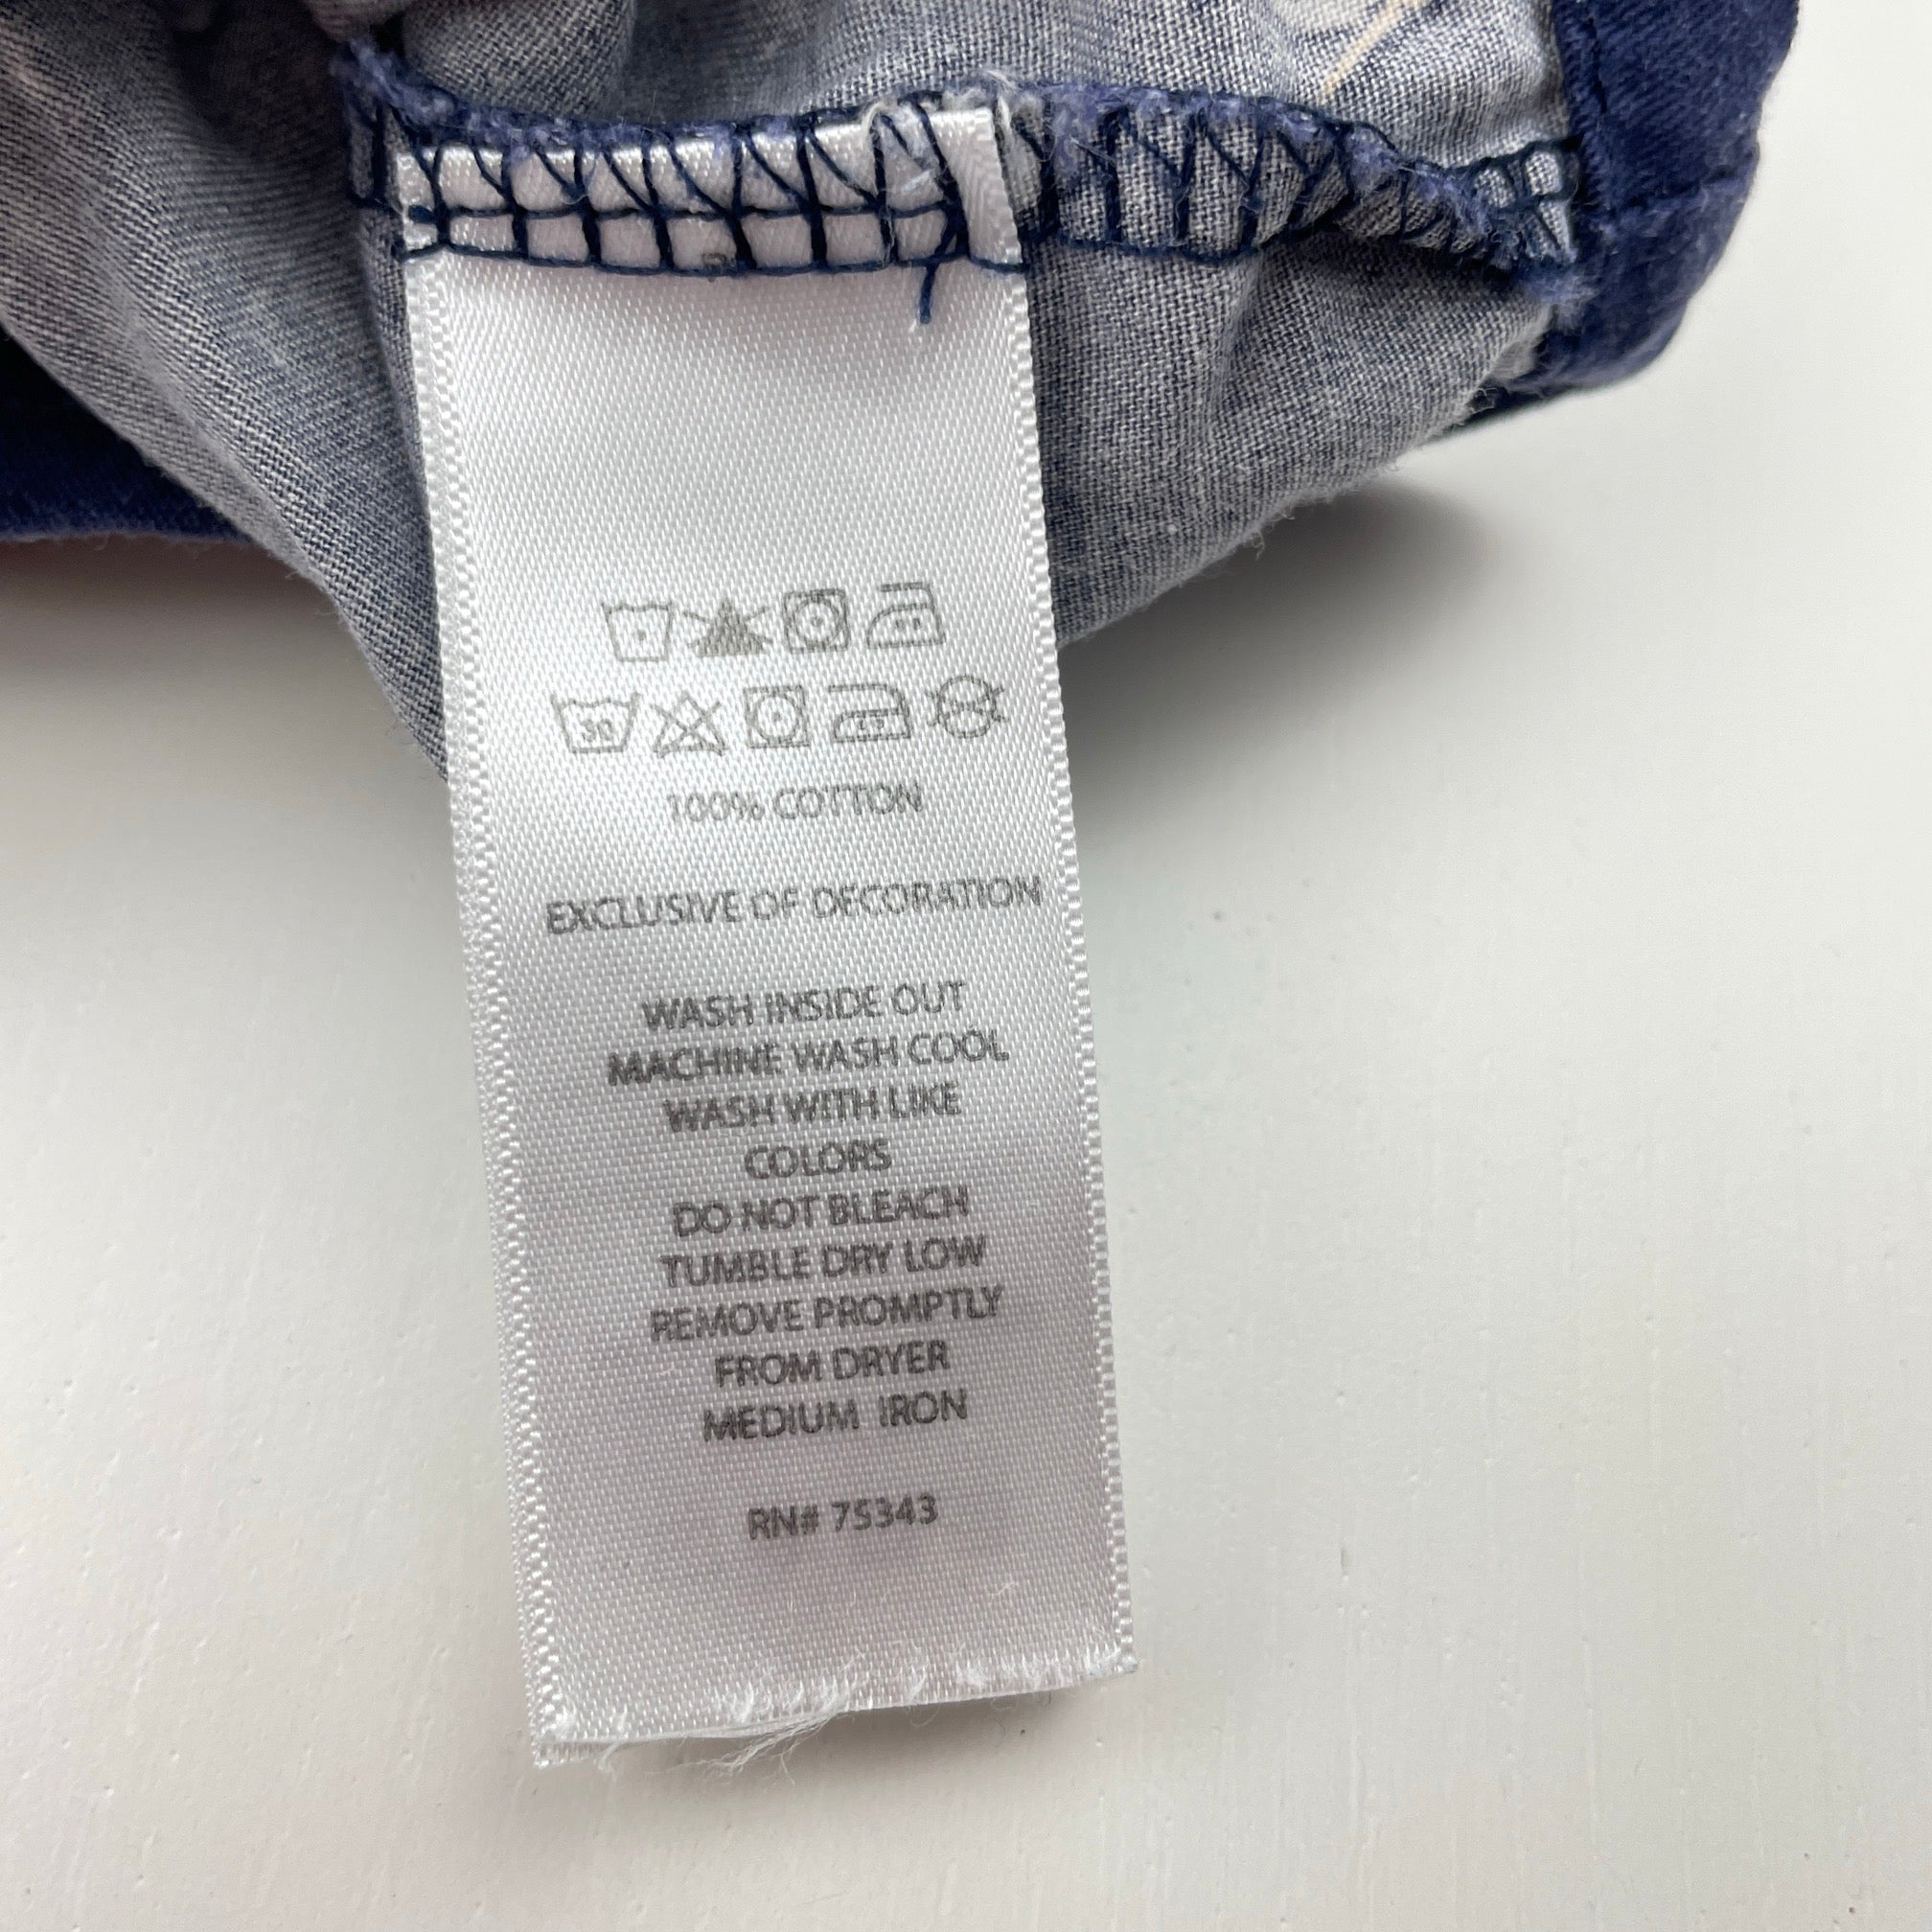 30
100% COTTON
EXCLUSIVE OF DECORATION
WASH INSIDE OUT
MACHINE WASH COOL
WASH WITH LIKE
COLORS
DO NOT BLEACH
TUMBLE DRY LOW
REMOVE PROMPTLY
FROM DRYER
MEDIUM IRON
RN# 75343